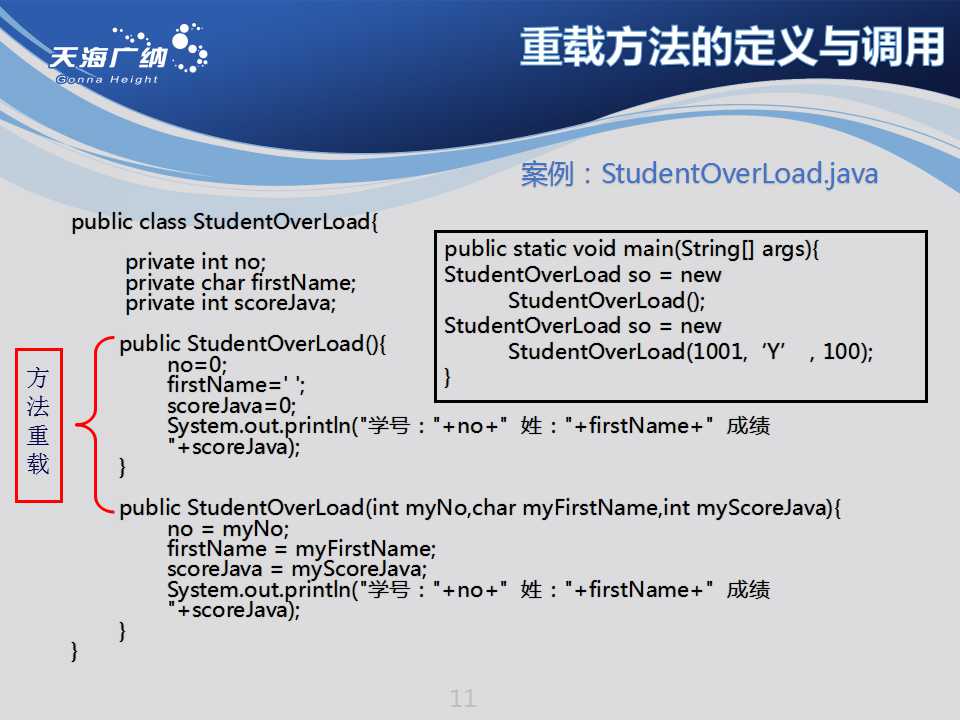 天海广纳
Gonna Height
重载方法的定义与调用
案例：StudentOverLoad.java
public class StudentOverLoad{
private int no;
private char firstName;
private int scoreJava;
public StudentOverLoad(){
no=0;
firstName=' ';
scoreJava=0;
System.out.println("学号："+no+" 姓："+firstName+" 成绩
"+scoreJava);
}
public StudentOverLoad(int myNo,char myFirstName,int myScoreJava){
no = myNo;
firstName = myFirstName;
scoreJava = myScoreJava;
System.out.println("学号："+no+" 姓："+firstName+" 成绩
"+scoreJava);
}
}
方
法
重
载
public static void main(String[] args){
StudentOverLoad so = new
StudentOverLoad();
StudentOverLoad so = new
StudentOverLoad(1001,‘Y’，100);
}
11